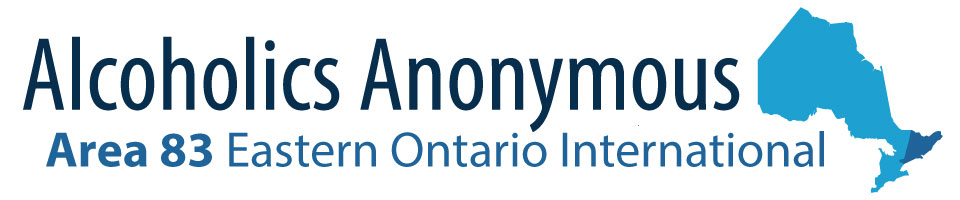 Alcoholics Anonymous
Area 83 Eastern Ontario International